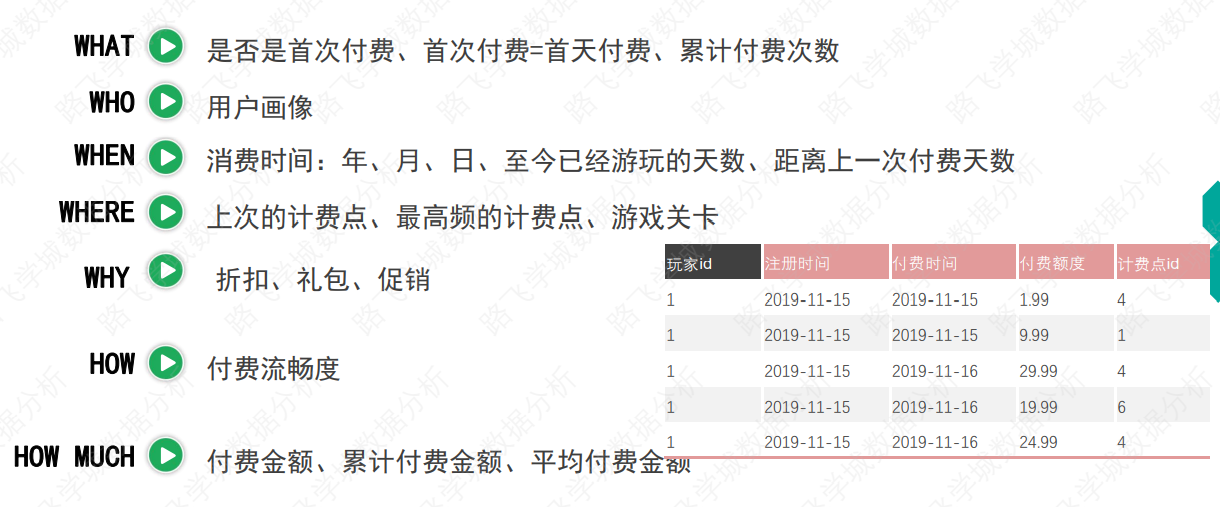 WHAT 是否是首次付费、首次付费=首天付费、累计付费次数
WHO 用户画像
WHEN 消费时间：年、月、日、至今已经游玩的天数、距离上一次付费天数
WHERE 上次的计费点、最高频的计费点、游戏关卡
WHY 折扣、礼包、促销
HOW 付费流畅度
HOW MUCH 付费金额、累计付费金额、平均付费金额
玩家id 注册时间 付费时间 付费额度 计费点id
1 2019-11-15 2019-11-15 1.99 4
1 2019-11-15 2019-11-15 9.99 1
1 2019-11-15 2019-11-16 29.99 4
1 2019-11-15 2019-11-16 19.99 6
1 2019-11-15 2019-11-16 24.99 4
路飞学城数据分析